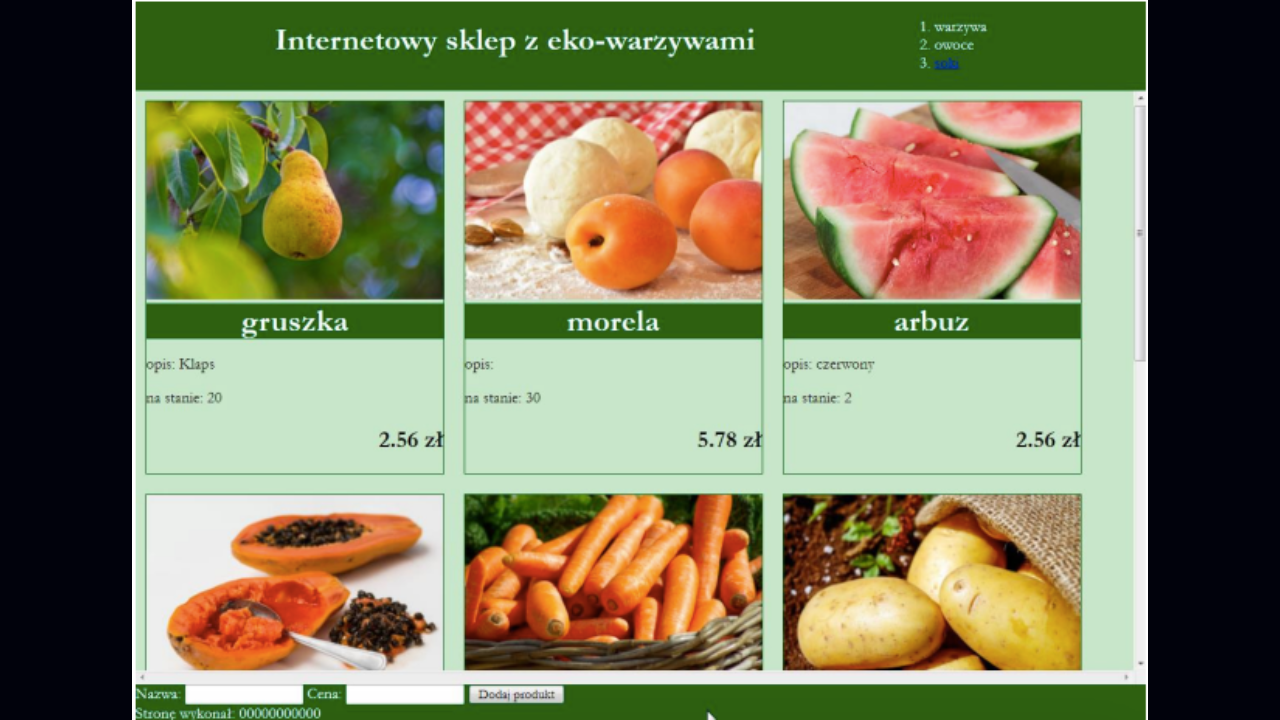 Internetowy sklep z eko-warzywami
1. warzywa
2. owoce
3. soki
gruszka
opis: Klaps
na stanie: 20
2.56 zł
morela
opis:
na stanie: 30
5.78 zł
arbuz
opis: czerwony
na stanie: 2
2.56 zł
Nazwa: Cena: Dodaj produkt
Stronę wykonał: 00000000000